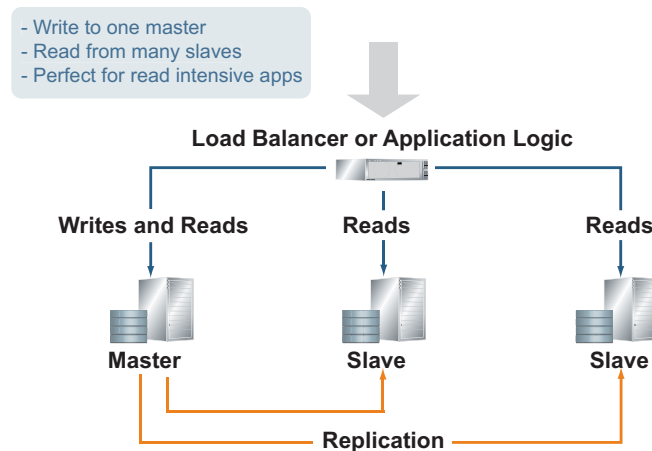 - Write to one master
- Read from many slaves
- Perfect for read intensive apps
Load Balancer or Application Logic
Writes and Reads
Reads
Reads
Master
Slave
Slave
Replication